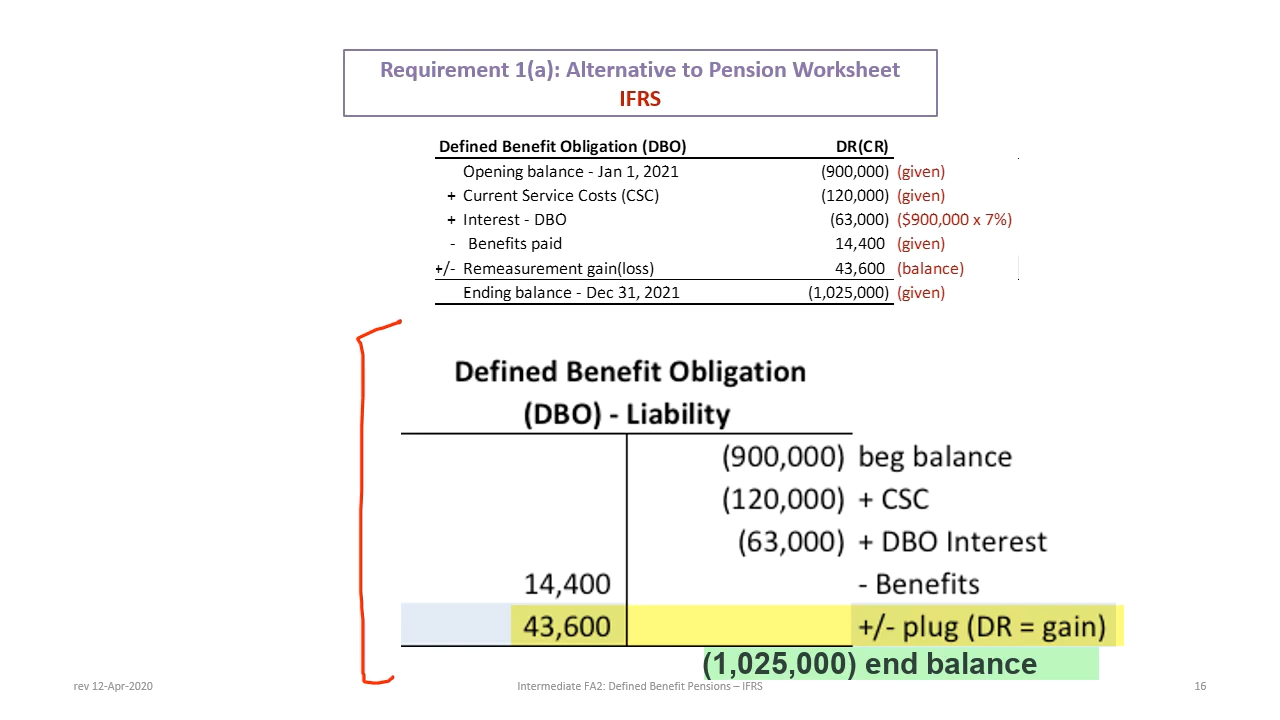 Requirement 1(a): Alternative to Pension Worksheet
IFRS
Defined Benefit Obligation (DBO) DR(CR)
Opening balance - Jan 1, 2021 (900,000) (given)
+ Current Service Costs (CSC) (120,000) (given)
+ Interest - DBO (63,000) ($900,000 x 7%)
- Benefits paid 14,400 (given)
+/- Remeasurement gain(loss) 43,600 (balance)
Ending balance - Dec 31, 2021 (1,025,000) (given)
Defined Benefit Obligation
(DBO) - Liability
(900,000) beg balance
(120,000) + CSC
(63,000) + DBO Interest
14,400 - Benefits
43,600 +/- plug (DR = gain)
(1,025,000) end balance
rev 12-Apr-2020 Intermediate FA2: Defined Benefit Pensions – IFRS 16